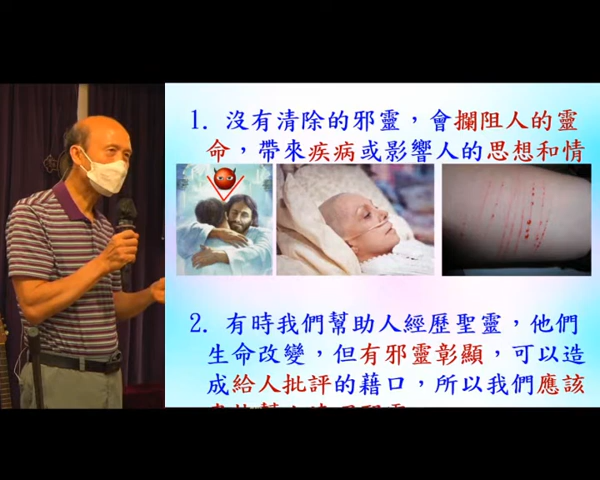 1. 沒有清除的邪靈，會攔阻人的靈
命，帶來疾病或影響人的思想和情
2. 有時我們幫助人經歷聖靈，他們
生命改變，但有邪靈彰顯，可以造
成給人批評的藉口，所以我們應該